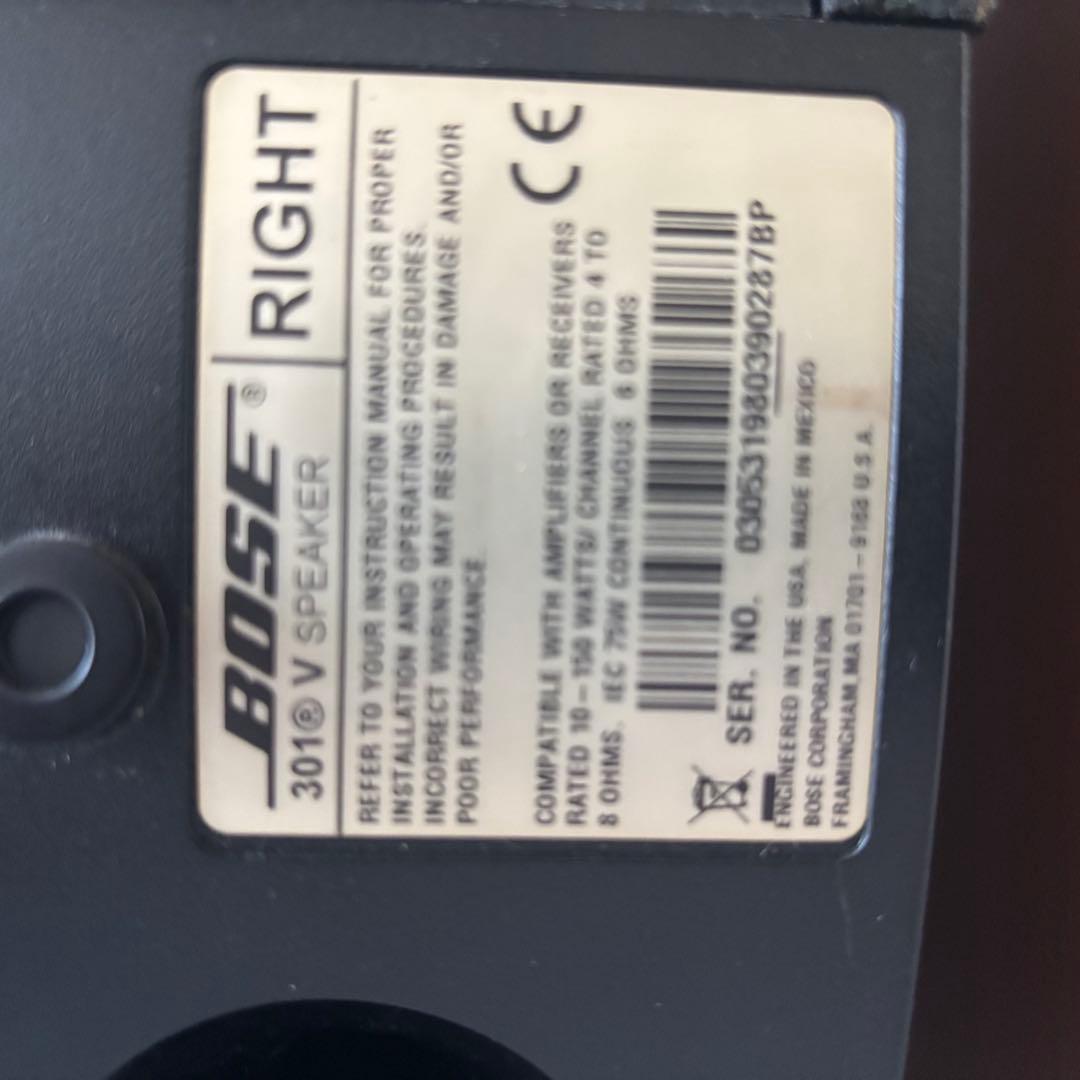 BOSE®
301® V SPEAKER
RIGHT
REFER TO YOUR INSTRUCTION MANUAL FOR PROPER
INSTALLATION AND OPERATING PROCEDURES.
INCORRECT WIRING MAY RESULT IN DAMAGE AND/OR
POOR PERFORMANCE.
CE
COMPATIBLE WITH AMPLIFIERS OR RECEIVERS
RATED 10-150 WATTS/ CHANNEL RATED 4 TO
8 OHMS. IEC 75W CONTINUOUS 6 OHMS
SER. NO. 030531980390287BP
ENGINEERED IN THE USA, MADE IN MEXICO
BOSE CORPORATION
FRAMINGHAM, MA 01701-9168 U.S.A.